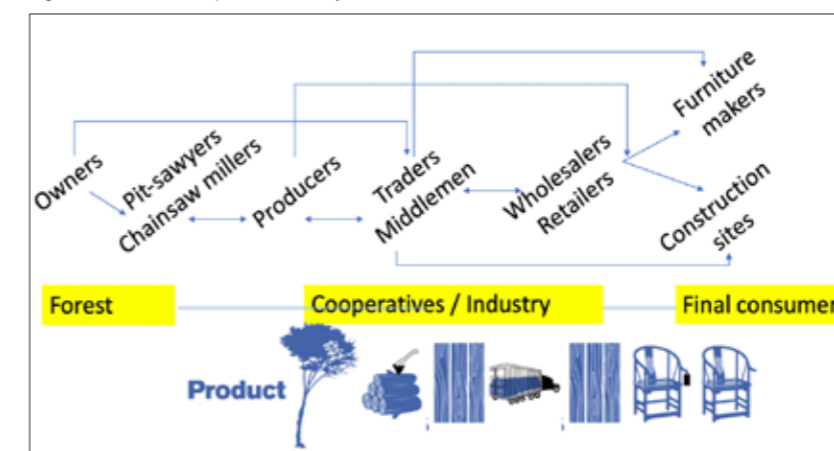 Furniture
makers
Owners
Pit-sawyers
Chainsaw millers
Producers
Traders
Middlemen
Wholesalers
Retailers
Construction
sites
Forest
Cooperatives / Industry
Final consumer
Product